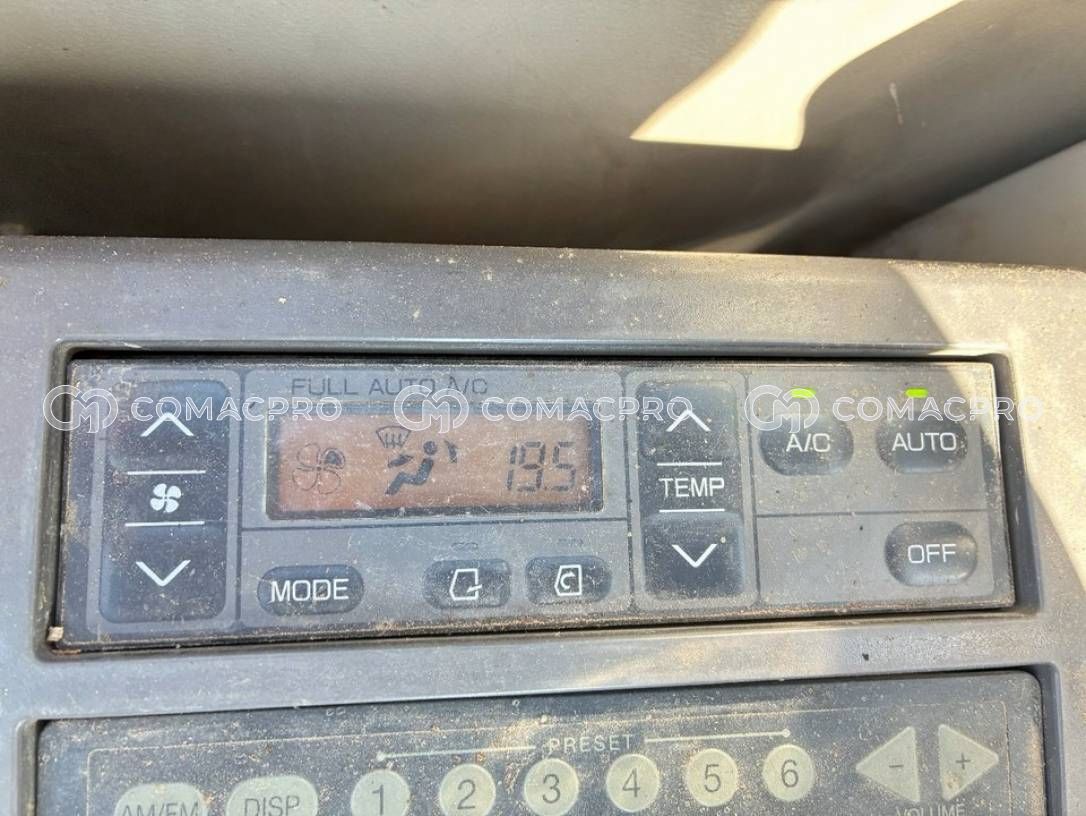 FULL AUTO A/C
COMACPRO COMACPRO COMACPRO
19.5
TEMP
A/C
AUTO
MODE
OFF
PRESET
AM/FM DISP 1 2 3 4 5 6 - +
VOLUME